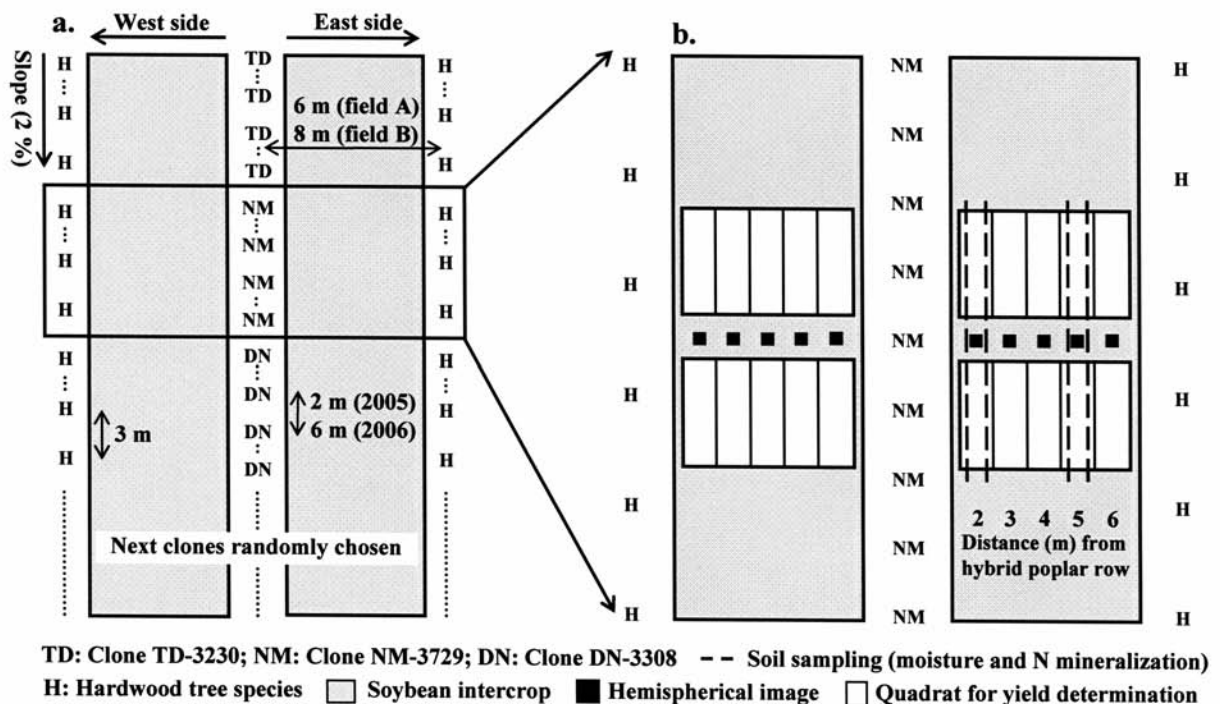 a.
West side
East side
Slope (2 %)
H
H
H
TD
TD
TD
TD
H
H
H
6 m (field A)
8 m (field B)
H
H
H
NM
NM
NM
NM
H
H
H
H
H
H
DN
DN
DN
DN
H
H
H
3 m
2 m (2005)
6 m (2006)
Next clones randomly chosen
b.
H
H
H
H
H
H
NM
NM
NM
NM
NM
NM
NM
NM
NM
H
H
H
H
H
H
2 3 4 5 6
Distance (m) from
hybrid poplar row
TD: Clone TD-3230; NM: Clone NM-3729; DN: Clone DN-3308
Soil sampling (moisture and N mineralization)
H: Hardwood tree species
Soybean intercrop
Hemispherical image
Quadrat for yield determination